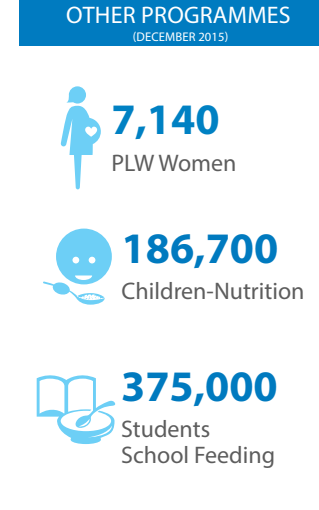 OTHER PROGRAMMES
(DECEMBER 2015)
7,140
PLW Women
186,700
Children-Nutrition
375,000
Students
School Feeding